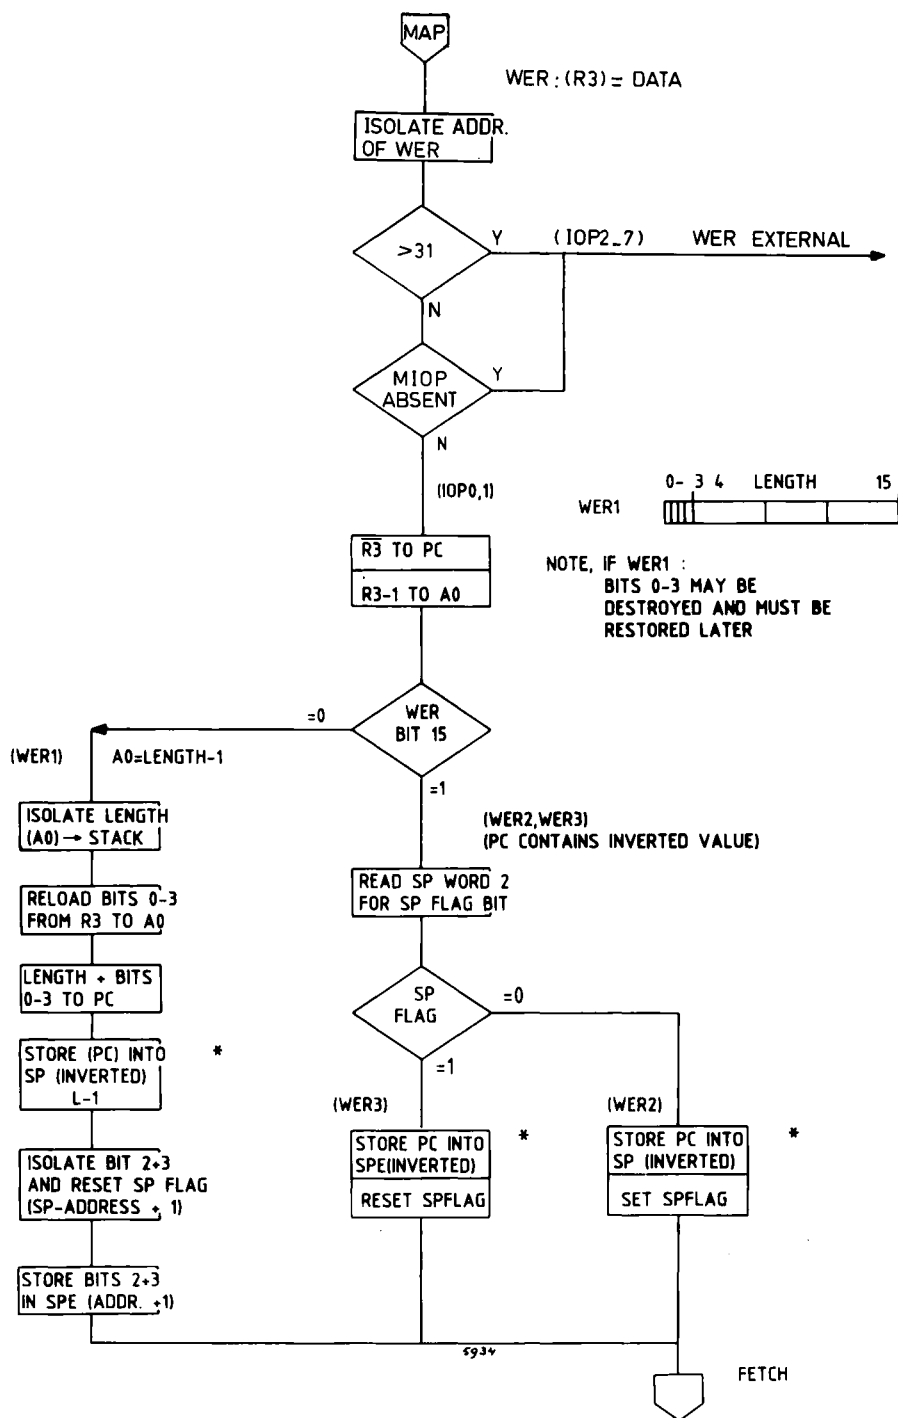 MAP
WER : (R3) = DATA
ISOLATE ADDR.
OF WER
>31
Y
(IOP2_7)
WER EXTERNAL
N
MIOP
ABSENT
Y
N
(IOP0,1)
0- 3 4 LENGTH 15
WER1
R3 TO PC
R3-1 TO A0
NOTE, IF WER1 :
BITS 0-3 MAY BE
DESTROYED AND MUST BE
RESTORED LATER
WER
BIT 15
=0
(WER1)
A0=LENGTH-1
=1
ISOLATE LENGTH
(A0) → STACK
(WER2,WER3)
(PC CONTAINS INVERTED VALUE)
RELOAD BITS 0-3
FROM R3 TO A0
READ SP WORD 2
FOR SP FLAG BIT
LENGTH + BITS
0-3 TO PC
SP
FLAG
=0
=1
STORE (PC) INTO
SP (INVERTED)
L-1
*
(WER3)
(WER2)
STORE PC INTO
SPE(INVERTED)
RESET SPFLAG
*
STORE PC INTO
SP (INVERTED)
SET SPFLAG
*
ISOLATE BIT 2+3
AND RESET SP FLAG
(SP-ADDRESS + 1)
STORE BITS 2+3
IN SPE (ADDR. +1)
5934
FETCH